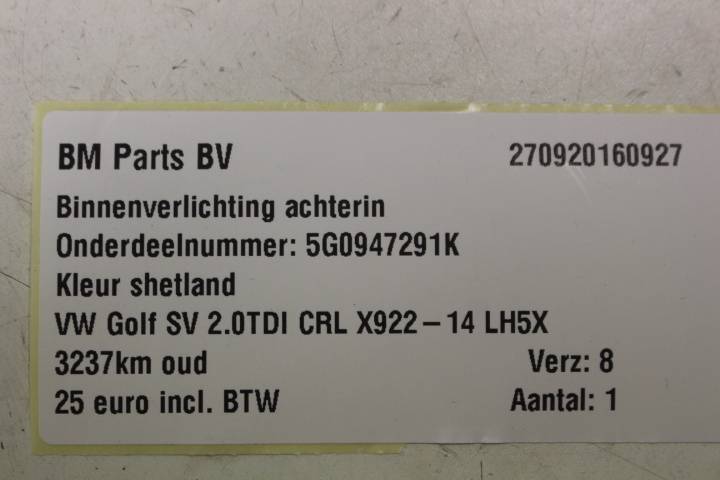 BM Parts BV 270920160927
Binnenverlichting achterin
Onderdeelnummer: 5G0947291K
Kleur shetland
VW Golf SV 2.0TDI CRL X922-14 LH5X
3237km oud Verz: 8
25 euro incl. BTW Aantal: 1